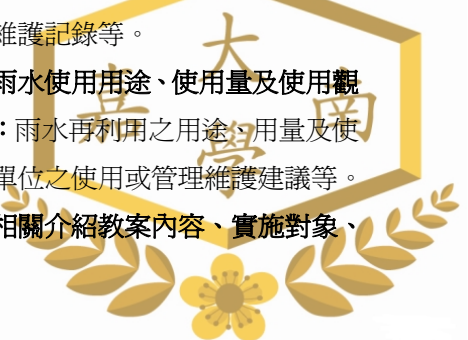 維護記錄等。
雨水使用用途、使用量及使用觀
：雨水再利用之用途、用量及使
單位之使用或管理維護建議等。
相關介紹教案內容、實施對象、
嘉
南
大
學